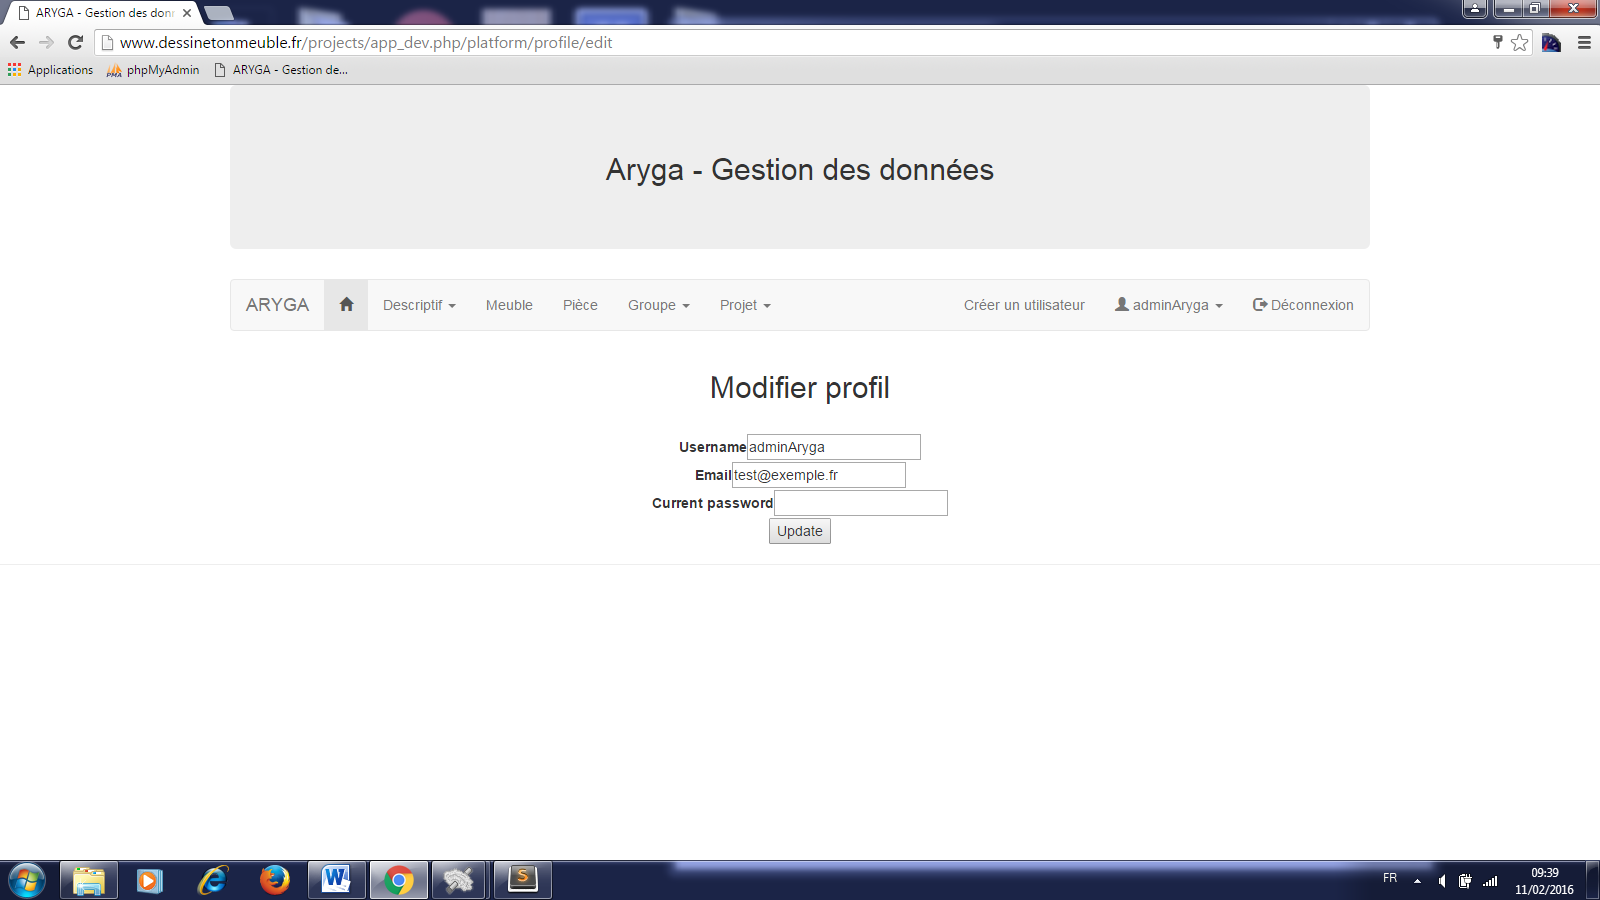 ARYGA - Gestion des don
www.dessinetonmeuble.fr/projects/app_dev.php/platform/profile/edit
Applications phpMyAdmin ARYGA - Gestion de...
Aryga - Gestion des données
ARYGA Descriptif Meuble Pièce Groupe Projet Créer un utilisateur adminAryga Déconnexion
Modifier profil
Username adminAryga
Email test@exemple.fr
Current password
Update
FR 09:39
11/02/2016